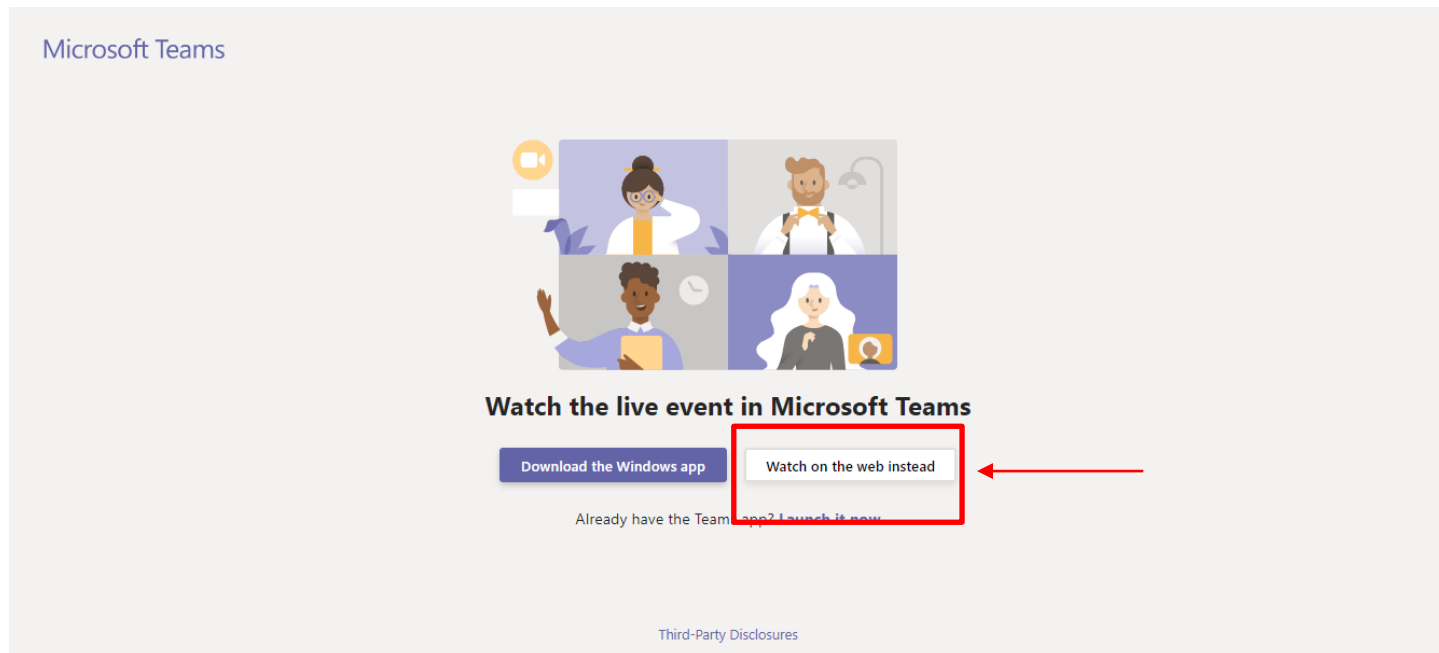 Microsoft Teams
Watch the live event in Microsoft Teams
Download the Windows app
Watch on the web instead
Already have the Teams app? Launch it now
Third-Party Disclosures